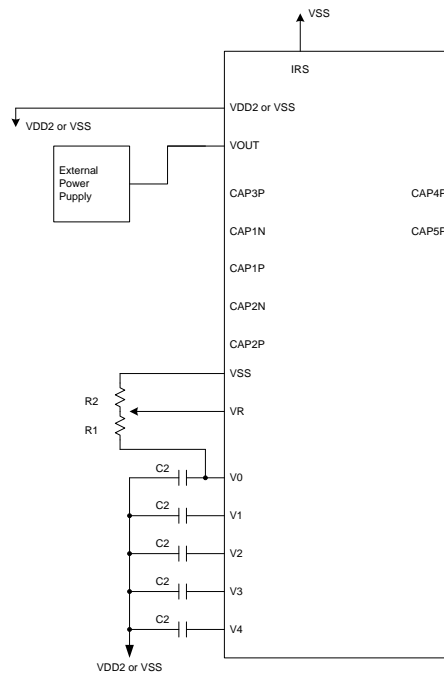 VSS
IRS
VDD2 or VSS
VDD2 or VSS
VOUT
External
Power
Pupply
CAP3P
CAP4P
CAP1N
CAP5P
CAP1P
CAP2N
CAP2P
VSS
R2
VR
R1
C2
V0
C2
V1
C2
V2
C2
V3
C2
V4
VDD2 or VSS